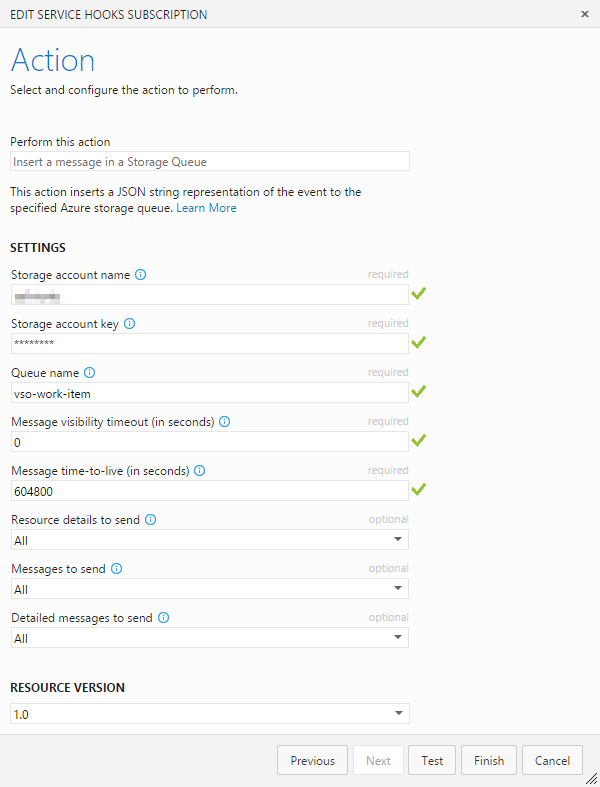 EDIT SERVICE HOOKS SUBSCRIPTION
Action
Select and configure the action to perform.
Perform this action
Insert a message in a Storage Queue
This action inserts a JSON string representation of the event to the
specified Azure storage queue. Learn More
SETTINGS
Storage account name required
Storage account key required
********
Queue name required
vso-work-item
Message visibility timeout (in seconds) required
0
Message time-to-live (in seconds) required
604800
Resource details to send optional
All
Messages to send optional
All
Detailed messages to send optional
All
RESOURCE VERSION
1.0
Previous Next Test Finish Cancel